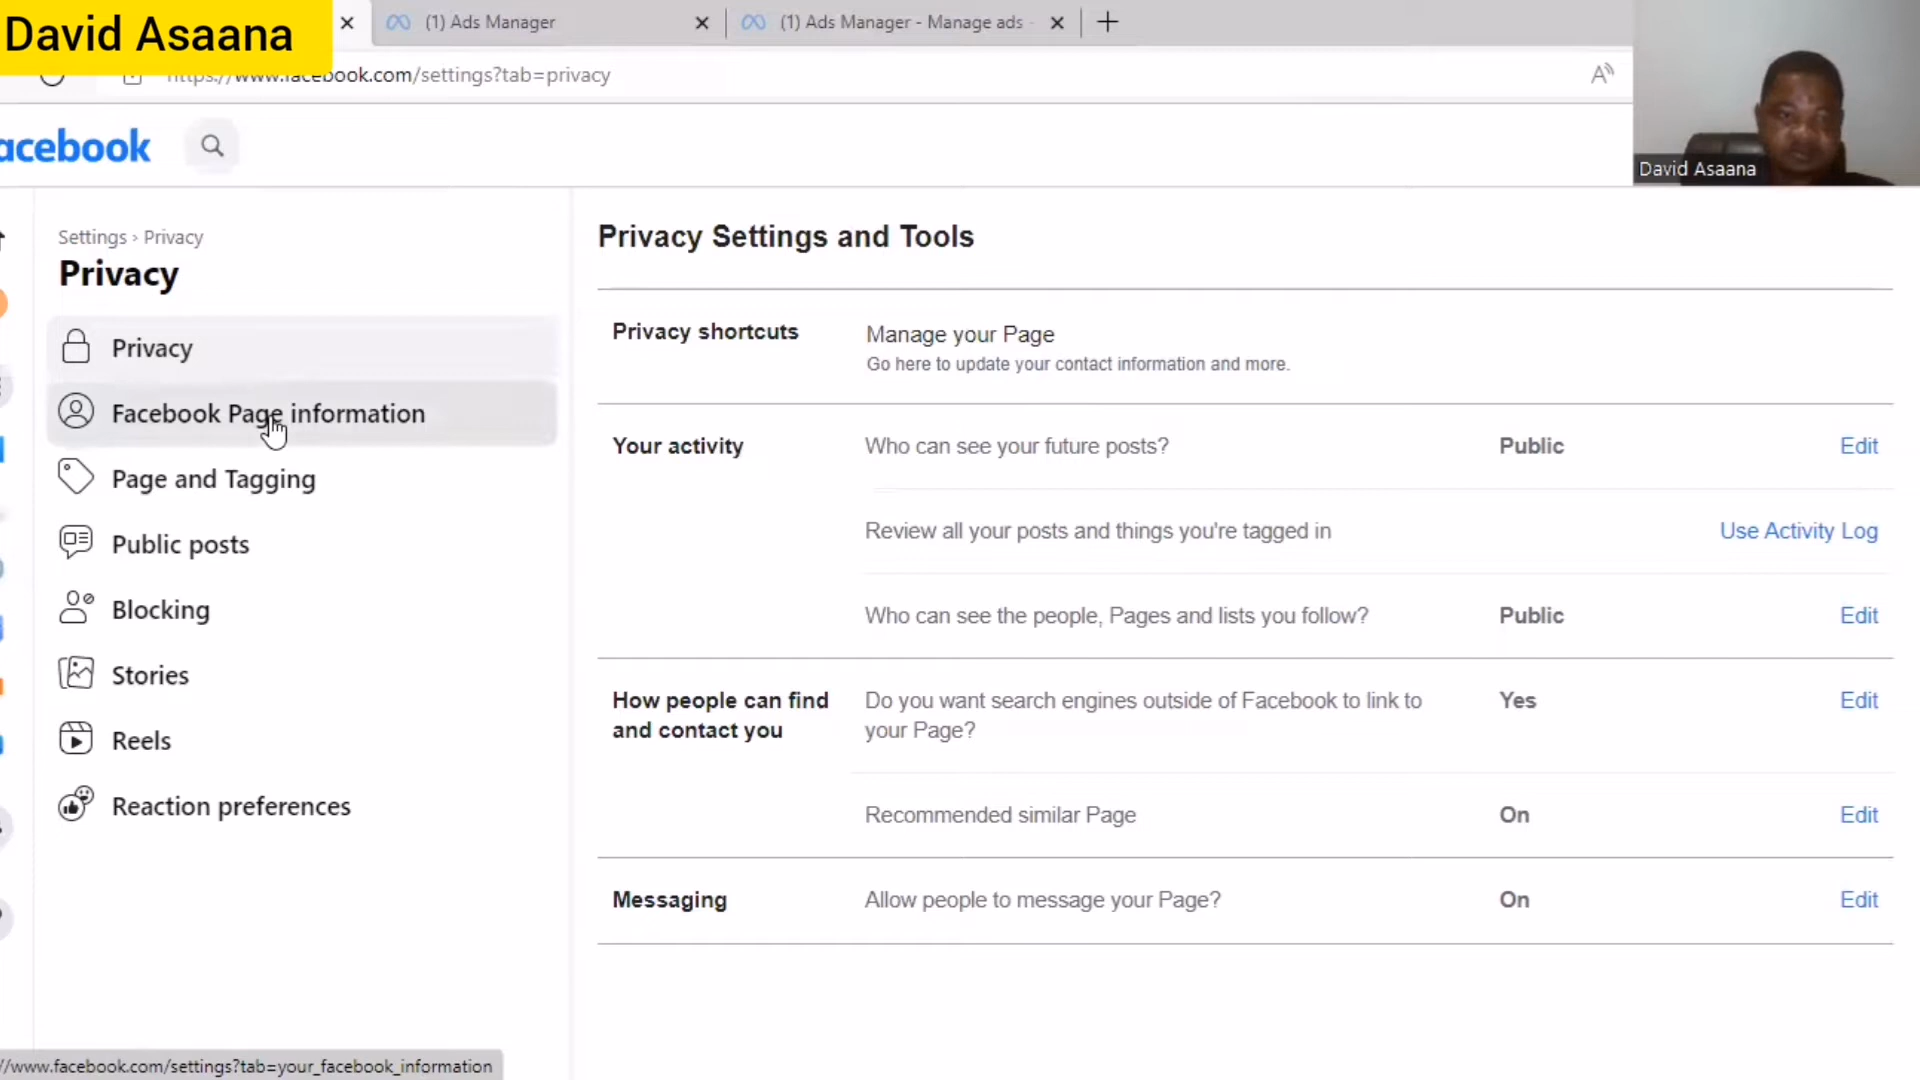 David Asaana
(1) Ads Manager
(1) Ads Manager - Manage ads -
https://www.facebook.com/settings?tab=privacy
A
acebook
David Asaana
Settings › Privacy
Privacy
Privacy
Facebook Page information
Page and Tagging
Public posts
Blocking
Stories
Reels
Reaction preferences
Privacy Settings and Tools
Privacy shortcuts
Manage your Page
Go here to update your contact information and more.
Your activity
Who can see your future posts? Public Edit
Review all your posts and things you're tagged in Use Activity Log
Who can see the people, Pages and lists you follow? Public Edit
How people can find
and contact you
Do you want search engines outside of Facebook to link to Yes Edit
your Page?
Recommended similar Page On Edit
Messaging Allow people to message your Page? On Edit
//www.facebook.com/settings?tab=your_facebook_information